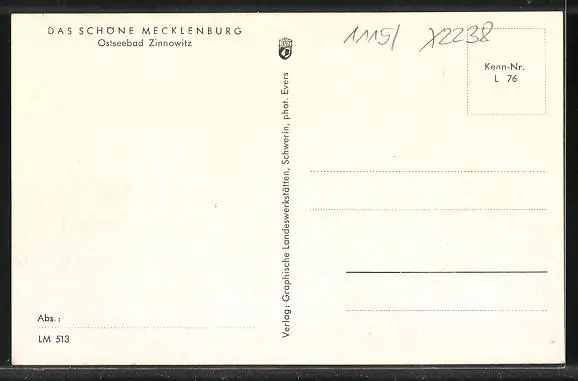 DAS SCHÖNE MECKLENBURG
Ostseebad Zinnowitz
1115/ X2238
Kenn-Nr.
L 76
Verlag: Graphische Landeswerkstätten, Schwerin, phot. Evers
Abs.:
LM 513